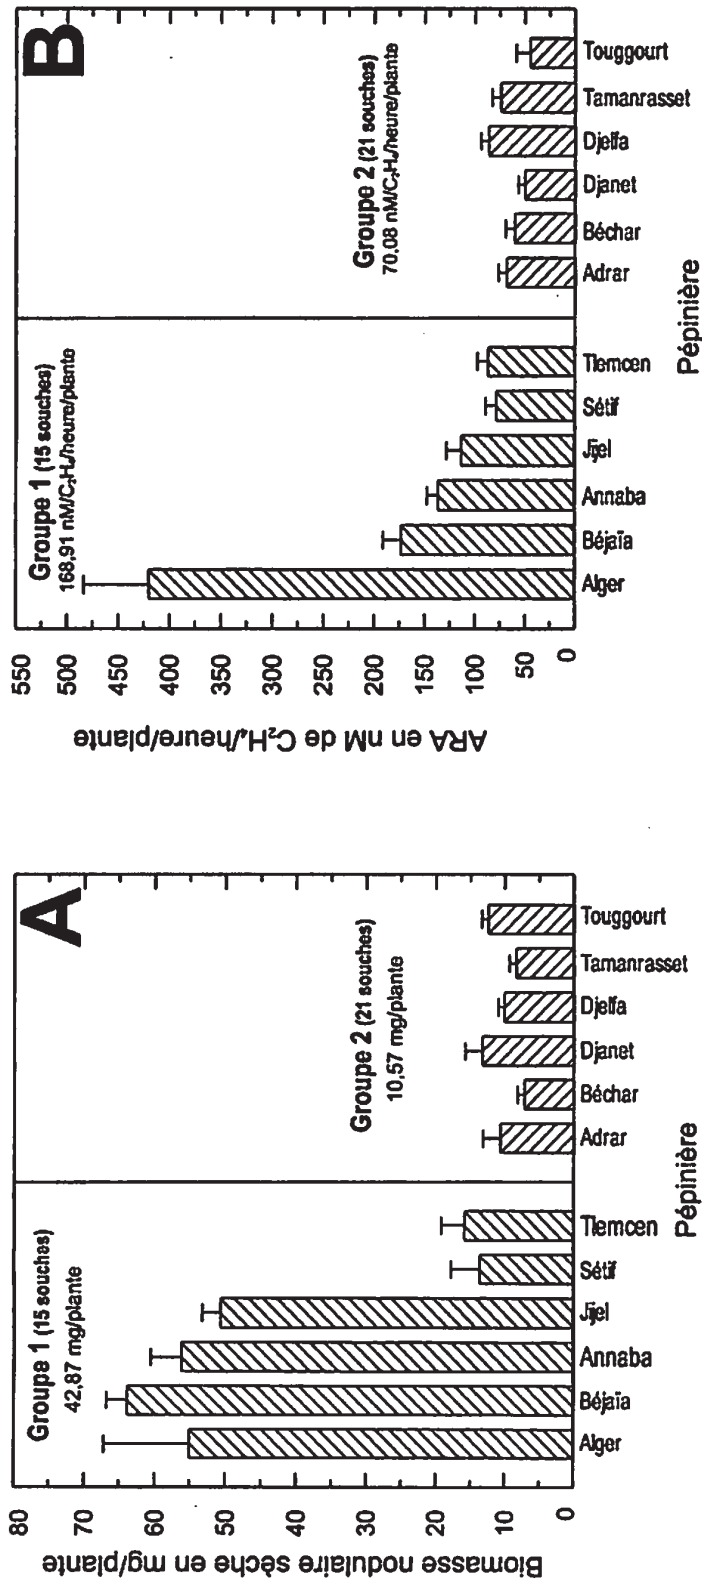 A
Groupe 1 (15 souches)
42,87 mg/plante
Groupe 2 (21 souches)
10,57 mg/plante
Biomasse nodulaire sèche en mg/plante
80
70
60
50
40
30
20
10
0
Alger
Béjaïa
Annaba
Jijel
Sétif
Tlemcen
Adrar
Béchar
Djanet
Djelfa
Tamanrasset
Touggourt
Pépinière
B
Groupe 1 (15 souches)
168,91 nM/C₂H₄/heure/plante
Groupe 2 (21 souches)
70,08 nM/C₂H₄/heure/plante
ARA en nM de C₂H₄/heure/plante
550
500
450
400
350
300
250
200
150
100
50
0
Alger
Béjaïa
Annaba
Jijel
Sétif
Tlemcen
Adrar
Béchar
Djanet
Djelfa
Tamanrasset
Touggourt
Pépinière